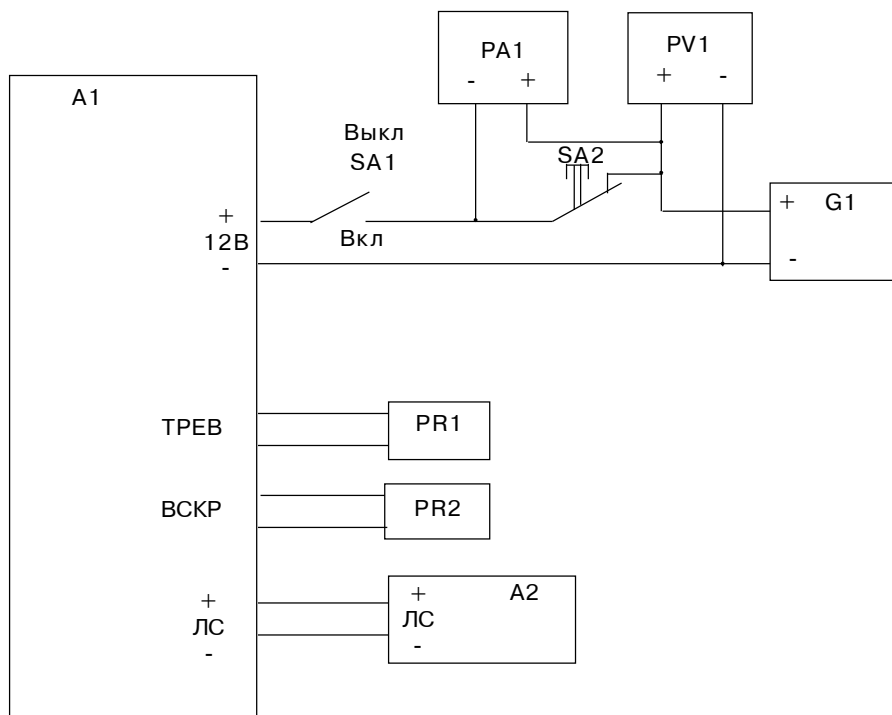 PA1
- +
PV1
+ -
A1
Выкл
SA1
SA2
+ G1
+
12В
Вкл
-
-
ТРЕВ
PR1
ВСКР
PR2
+
ЛС
-
+ A2
ЛС
-